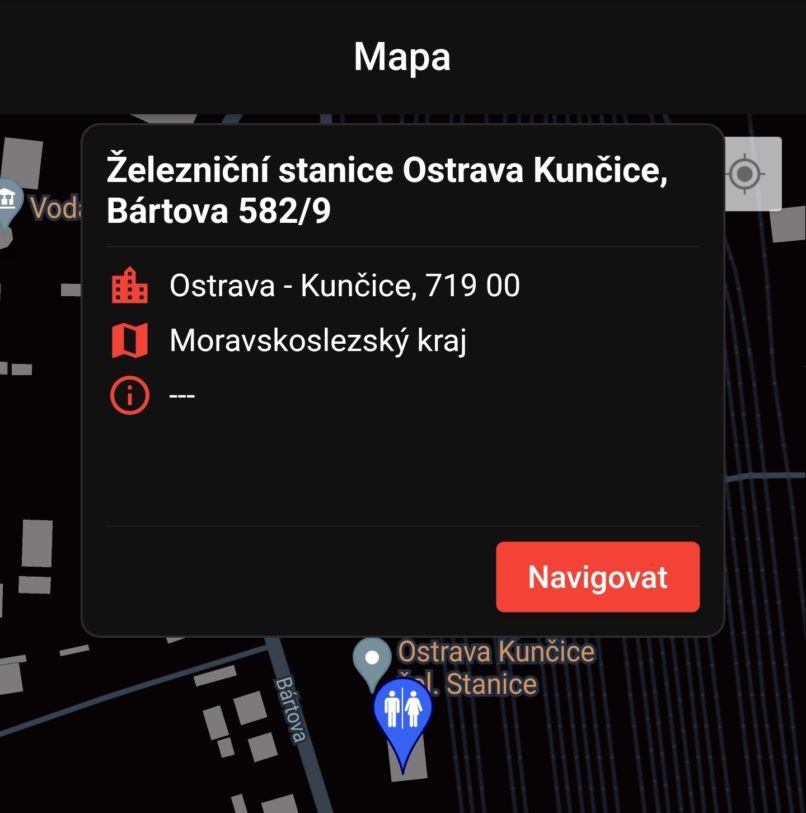 Mapa
Železniční stanice Ostrava Kunčice,
Bártova 582/9
Ostrava - Kunčice, 719 00
Moravskoslezský kraj
---
Navigovat
Ostrava Kunčice
Stanice
Bártova